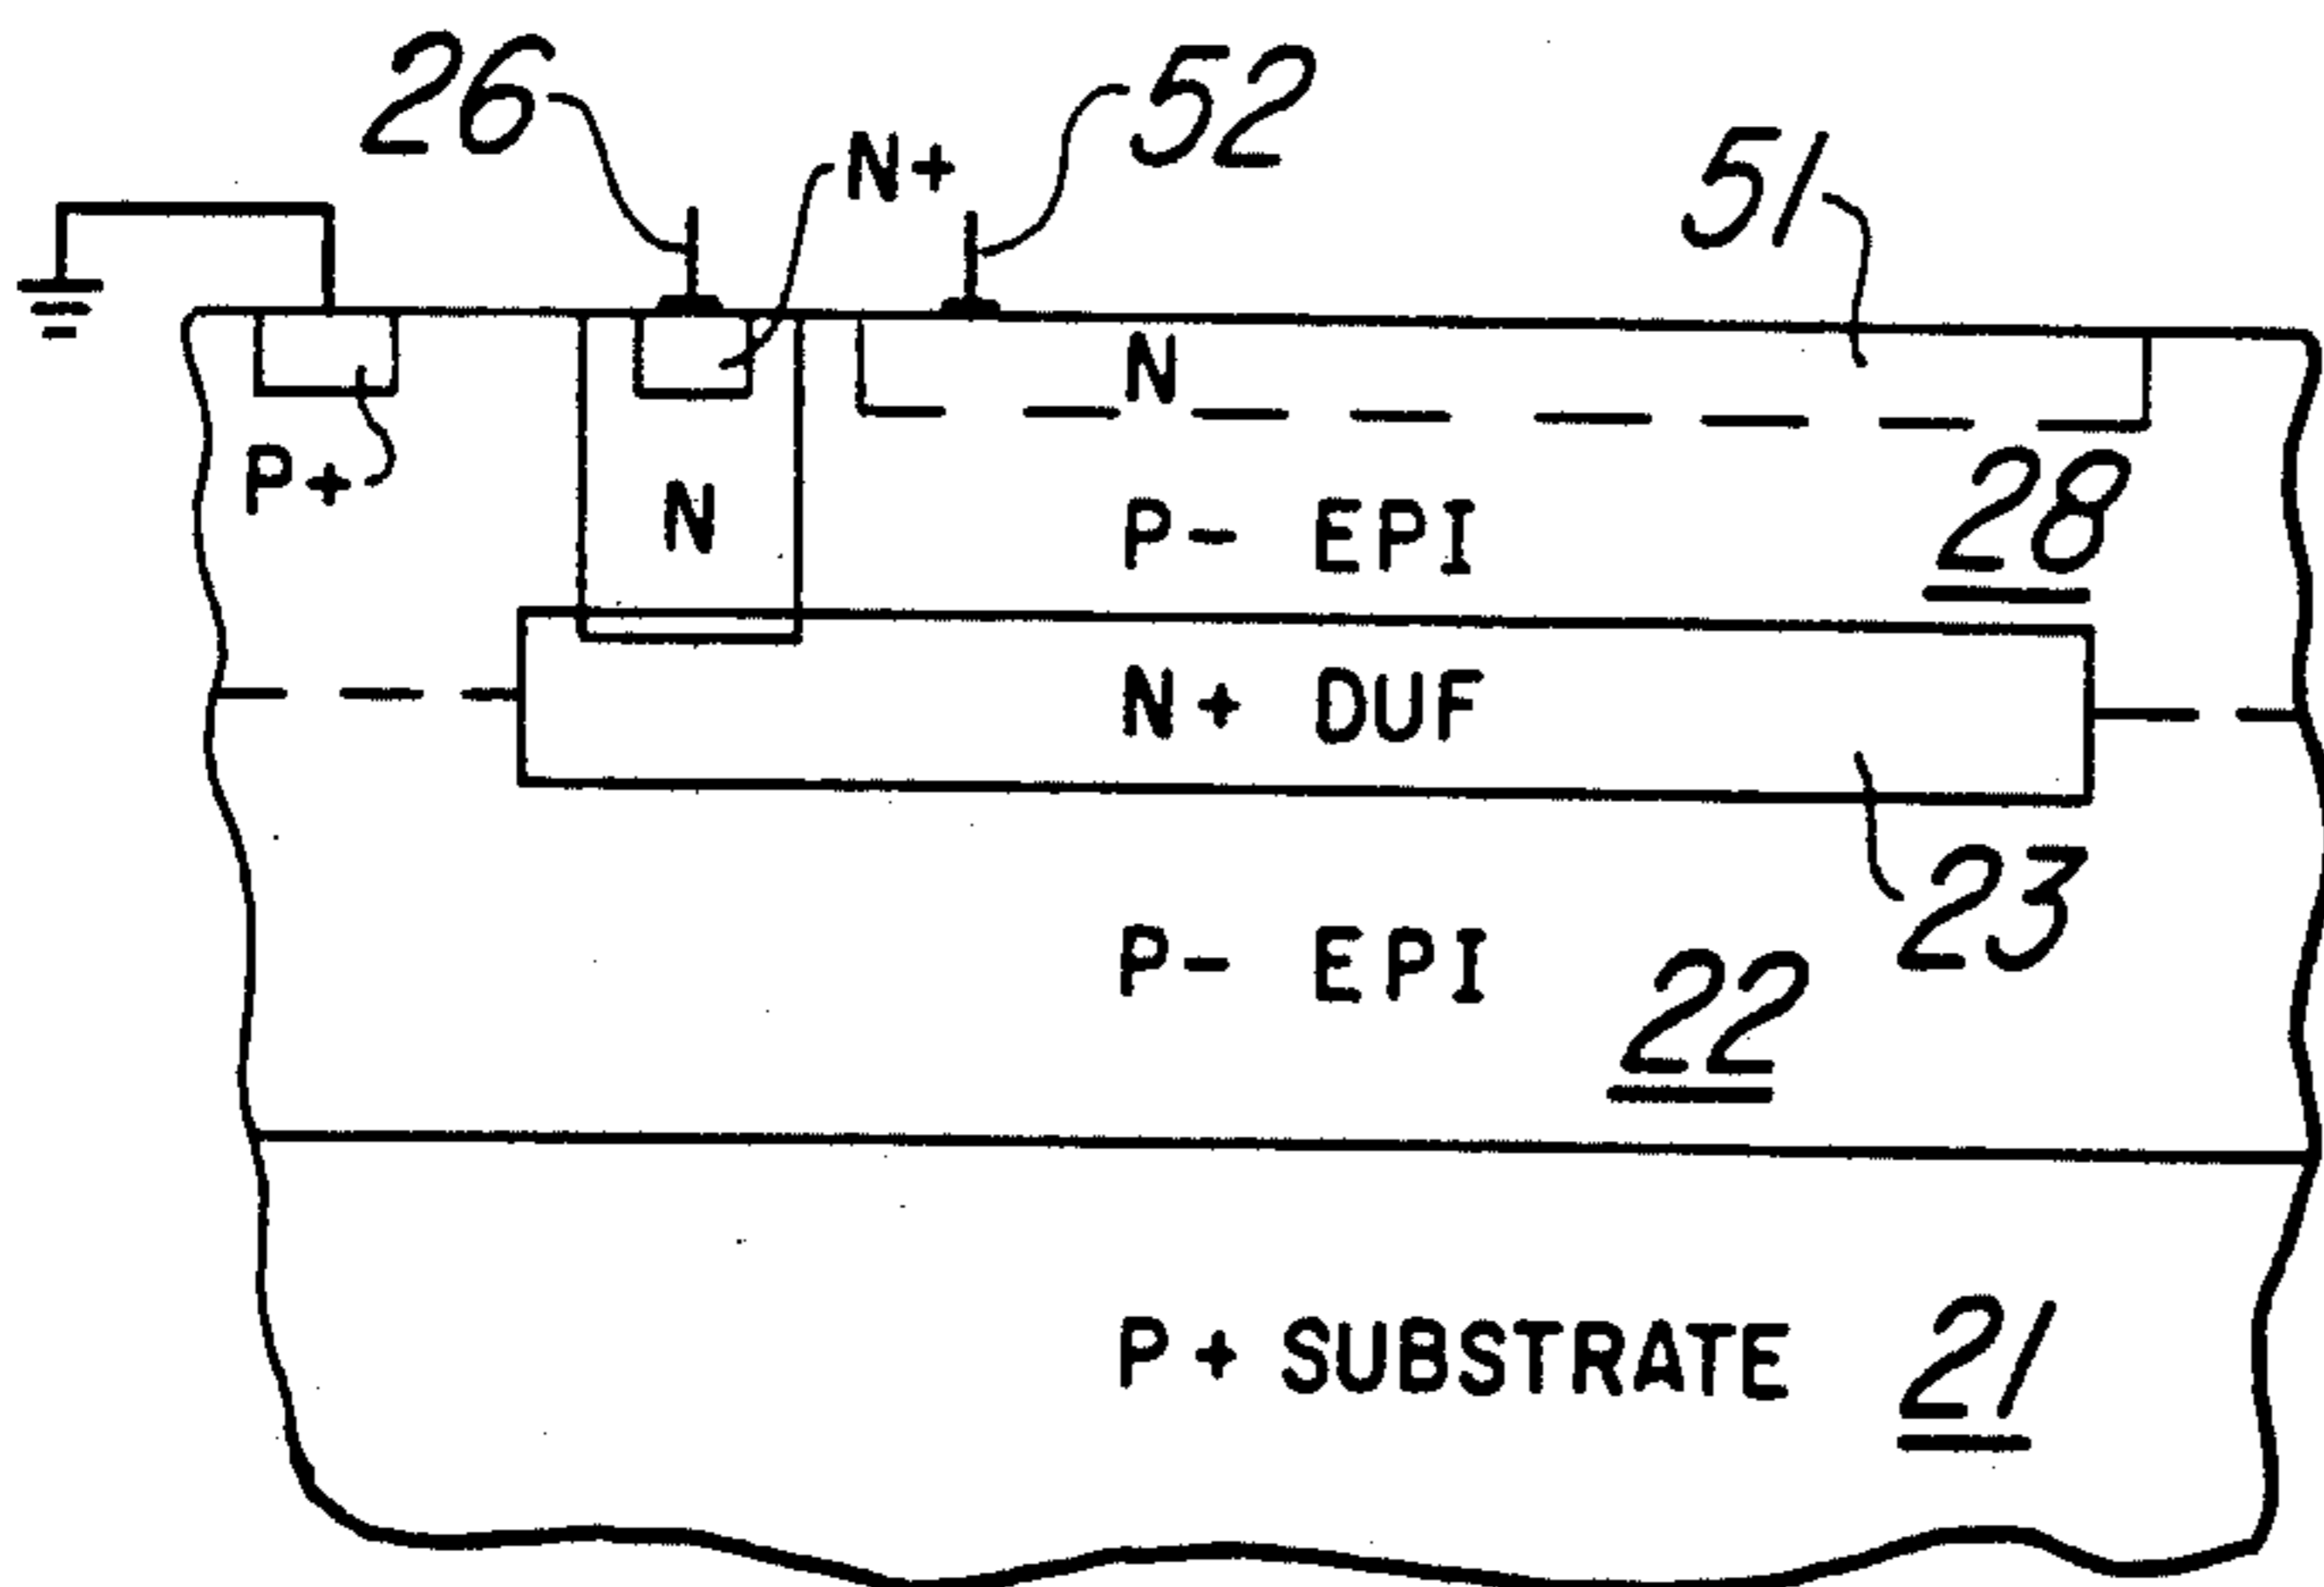 26
52
N+
51
N
P+
N
P- EPI
28
N+ DUF
23
P- EPI
22
P+ SUBSTRATE
21